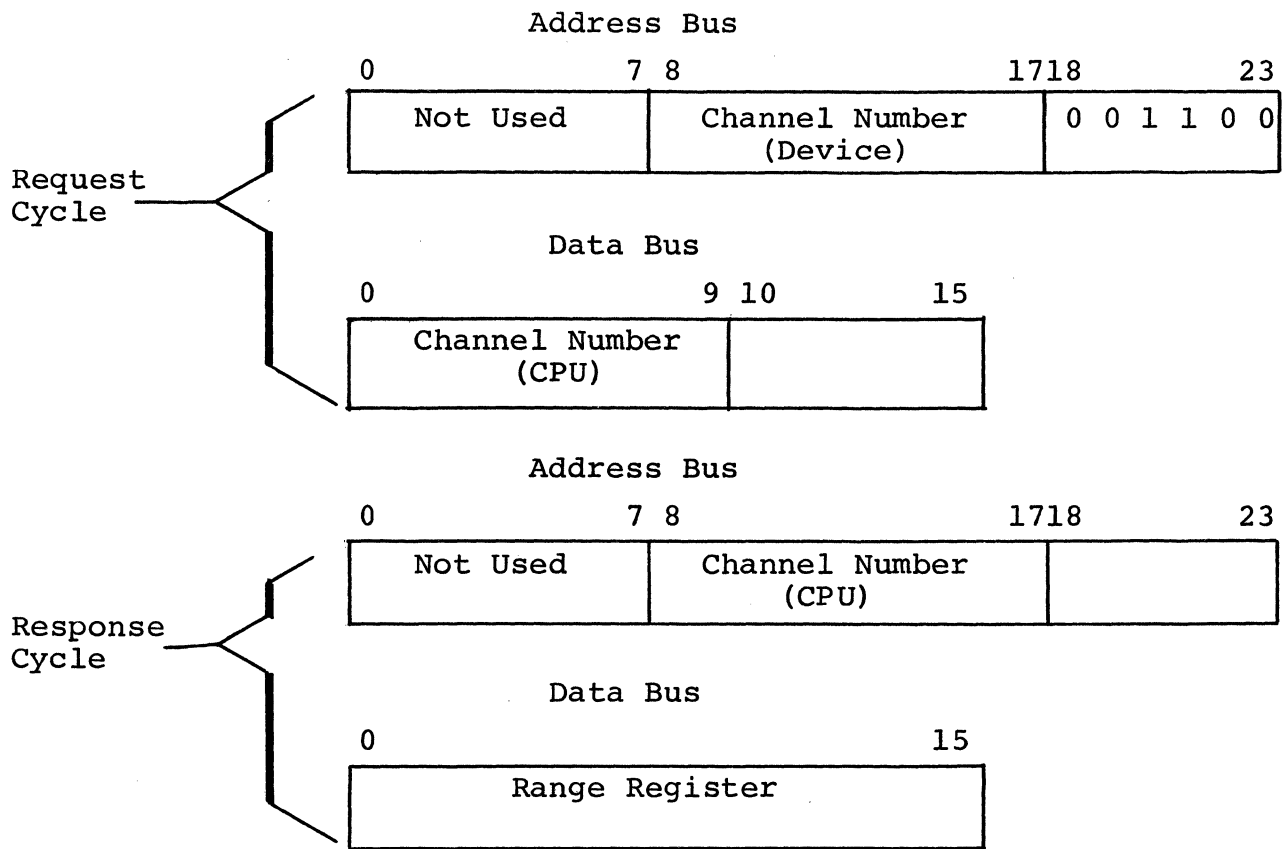 Address Bus
0 7 8 1718 23
Not Used Channel Number (Device) 0 0 1 1 0 0
Request Cycle
Data Bus
0 9 10 15
Channel Number (CPU)
Address Bus
0 7 8 1718 23
Not Used Channel Number (CPU)
Response Cycle
Data Bus
0 15
Range Register